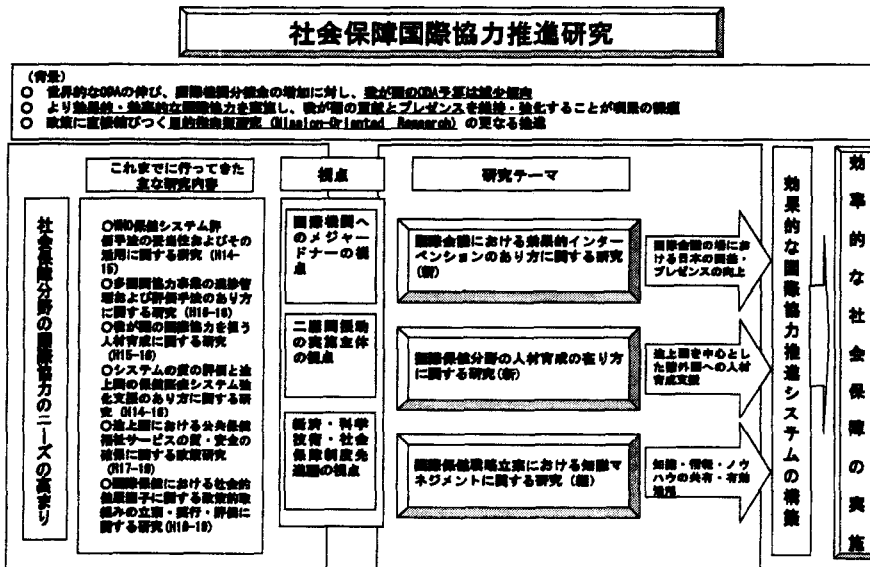 社会保障国際協力推進研究
(背景)
○ 世界的なODAの伸び、国際機関分拠金の増加に対し、我が国のODA予算は減少傾向
○ より効果的・効率的な国際協力を実施し、我が国の貢献とプレゼンスを維持・強化することが喫緊の課題
○ 政策に直接結びつく目的指向型研究 (Mission-Oriented Research) の更なる推進
社会保障分野の国際協力のニーズの高まり
これまでに行ってきた
主な研究内容
○WHO保健システム評
価手法の妥当性およびその
活用に関する研究 (H14-
15)
○多国間協力事業の進捗管
理および評価手法のあり方
に関する研究
○我が国の国際協力を担う
人材育成に関する研究
(H15-16)
○システムの質の評価と途
上国の保健医療システム強
化支援のあり方に関する研
究 (H14-16)
○途上国における公共保健
福祉サービスの質・安全の
確保に関する政策研究
○国際保健における社会的
健康因子に関する政策的取
組みの立案・実行・評価に
関する研究
視点
国際機関へ
のメジャー
ドナーの視
点
二国間援助
の実施主体
の視点
経済・科学
技術・社会
保障制度先
進国の視点
研究テーマ
国際会議における効果的インター
ベンションのあり方に関する研究
(新)
国際保健分野の人材育成の在り方
に関する研究(新)
国際保健戦略立案における知識マ
ネジメントに関する研究
国際会議の場にお
ける日本の貢献・
プレゼンスの向上
途上国を中心とし
た諸外国への人材
育成支援
知識・情報・ノウ
ハウの共有・有効
活用
効果的な国際協力推進システムの構築
効率的な社会保障の実施